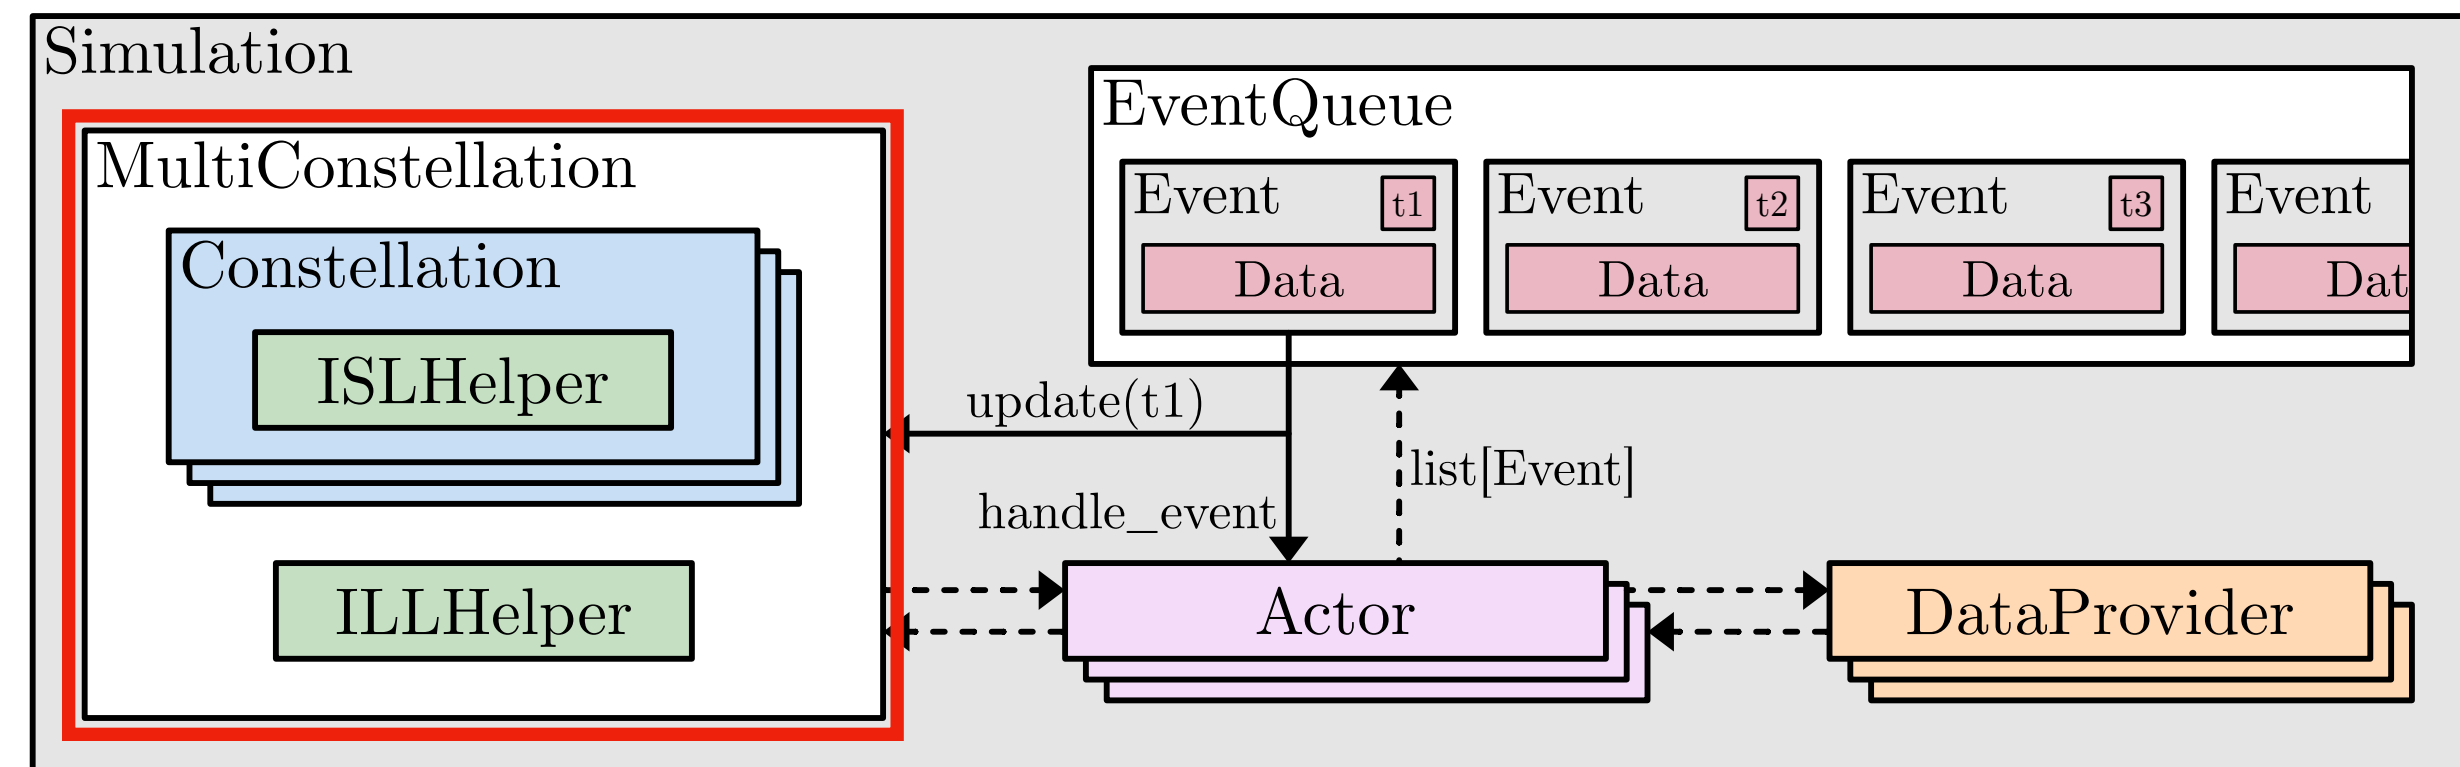 Simulation
MultiConstellation
Constellation
ISLHelper
ILLHelper
EventQueue
Event t1
Data
Event t2
Data
Event t3
Data
Event
Dat
update(t1)
handle_event
list[Event]
Actor
DataProvider